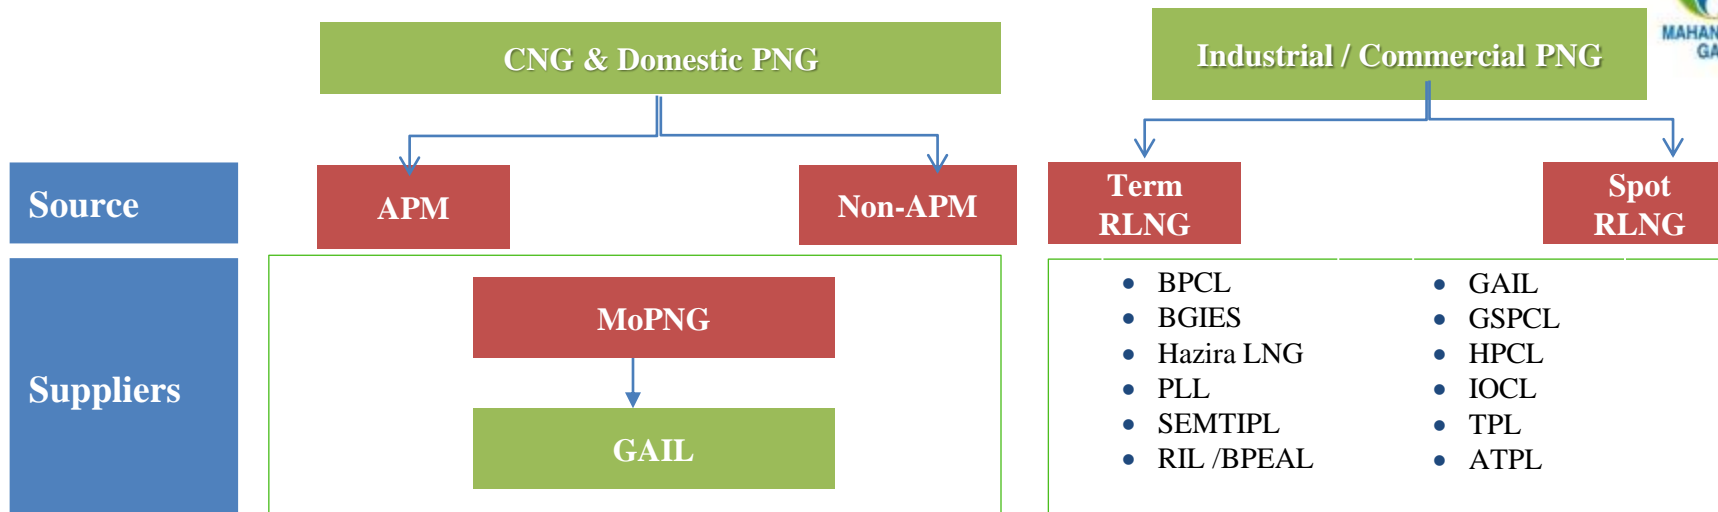 CNG & Domestic PNG
Industrial / Commercial PNG
Source
APM
Non-APM
Term
RLNG
Spot
RLNG
Suppliers
MoPNG
GAIL
• BPCL
• BGIES
• Hazira LNG
• PLL
• SEMTIPL
• RIL /BPEAL
• GAIL
• GSPCL
• HPCL
• IOCL
• TPL
• ATPL